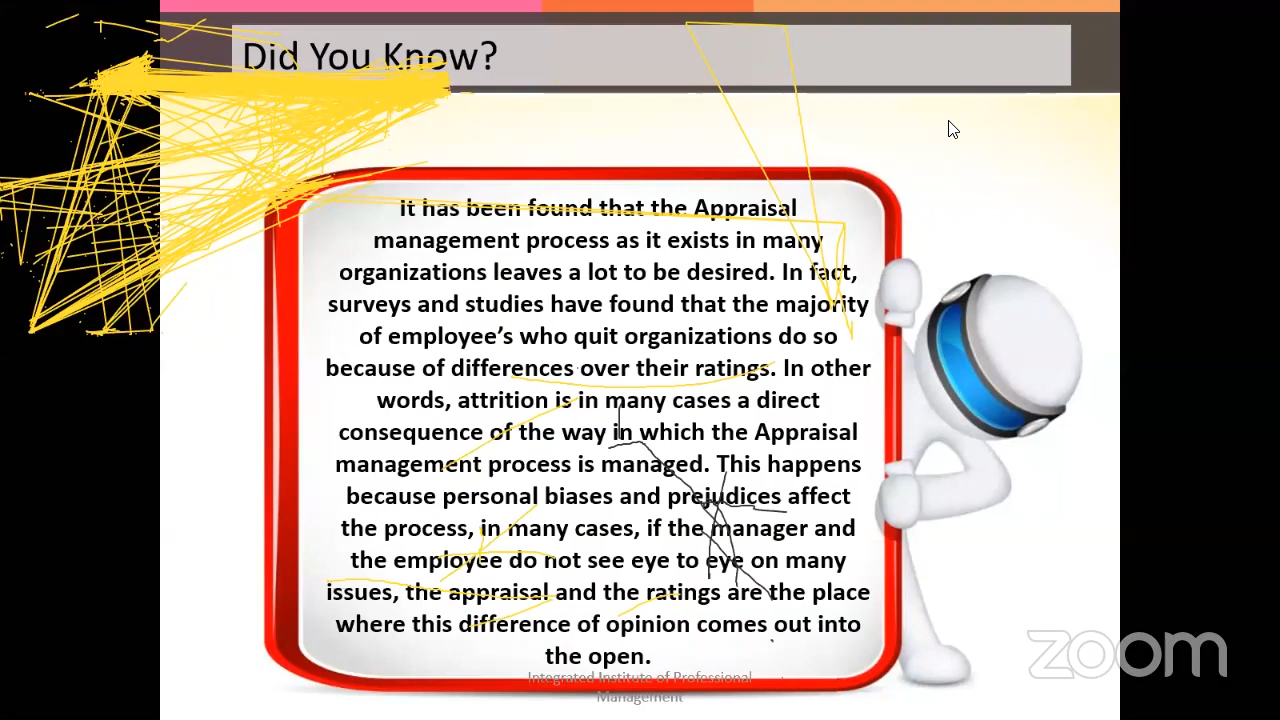 Did You Know?
It has been found that the Appraisal
management process as it exists in many
organizations leaves a lot to be desired. In fact,
surveys and studies have found that the majority
of employee’s who quit organizations do so
because of differences over their ratings. In other
words, attrition is in many cases a direct
consequence of the way in which the Appraisal
management process is managed. This happens
because personal biases and prejudices affect
the process, in many cases, if the manager and
the employee do not see eye to eye on many
issues, the appraisal and the ratings are the place
where this difference of opinion comes out into
the open.
Integrated Institute of Professional
Management
zoom